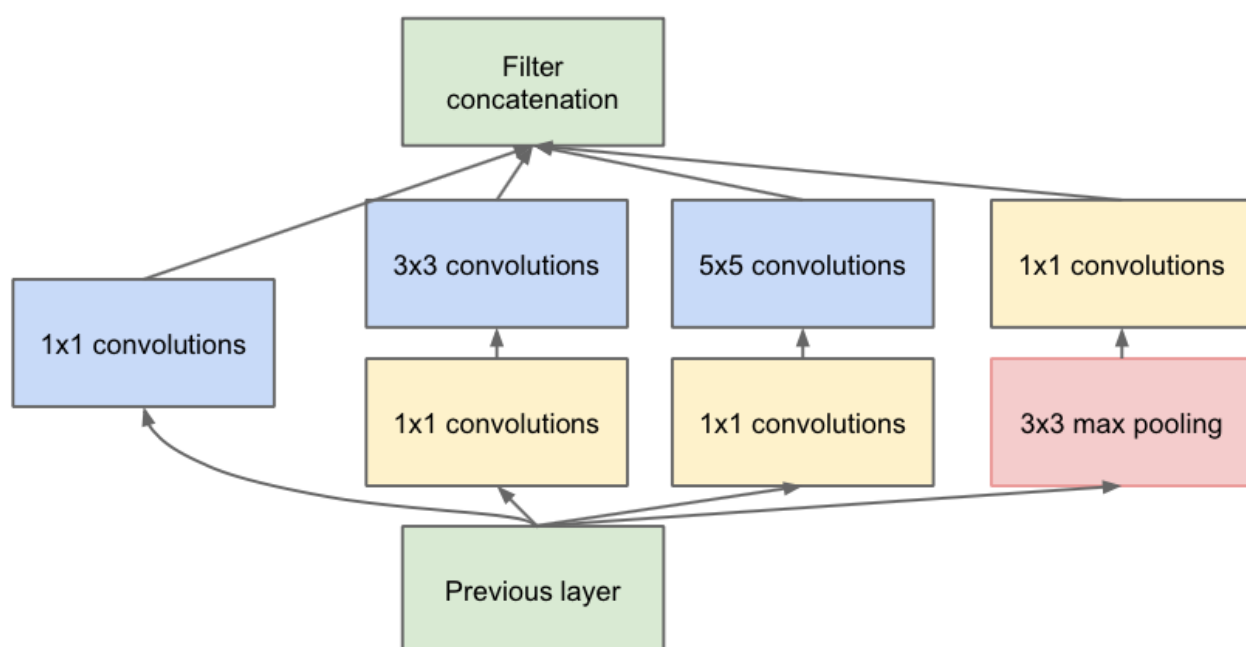 Filter
concatenation
3x3 convolutions
5x5 convolutions
1x1 convolutions
1x1 convolutions
1x1 convolutions
1x1 convolutions
3x3 max pooling
Previous layer